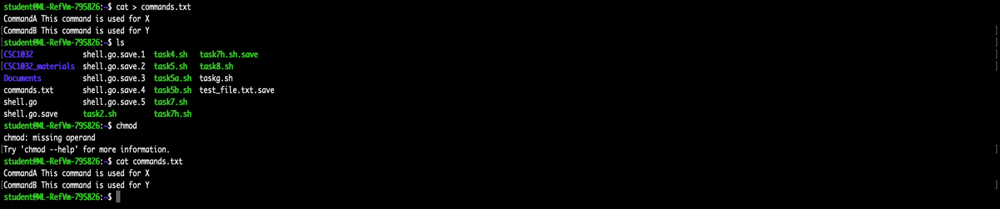 student@ML-RefVm-795826:~$ cat > commands.txt
CommandA This command is used for X
[CommandB This command is used for Y ]
[student@ML-RefVm-795826:~$ ls ]
[CSC1032 shell.go.save.1 task4.sh task7h.sh.save ]
[CSC1032_materials shell.go.save.2 task5.sh task8.sh ]
Documents shell.go.save.3 task5a.sh taskg.sh
commands.txt shell.go.save.4 task5b.sh test_file.txt.save
shell.go shell.go.save.5 task7.sh
shell.go.save task2.sh task7h.sh
student@ML-RefVm-795826:~$ chmod
chmod: missing operand
[Try 'chmod --help' for more information. ]
student@ML-RefVm-795826:~$ cat commands.txt
CommandA This command is used for X
[CommandB This command is used for Y ]
student@ML-RefVm-795826:~$